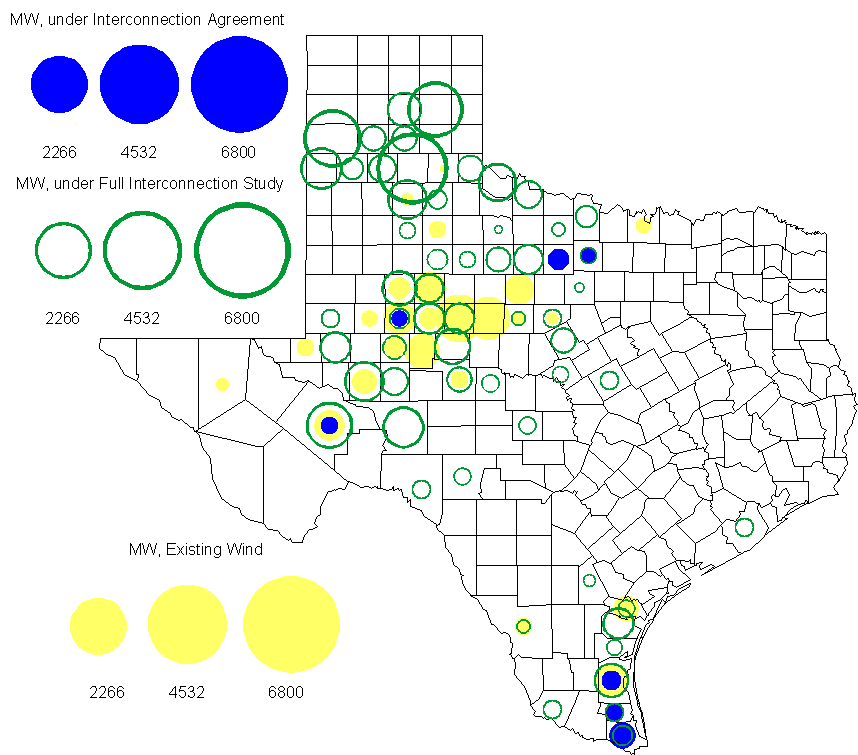 MW, under Interconnection Agreement
2266 4532 6800
MW, under Full Interconnection Study
2266 4532 6800
MW, Existing Wind
2266 4532 6800